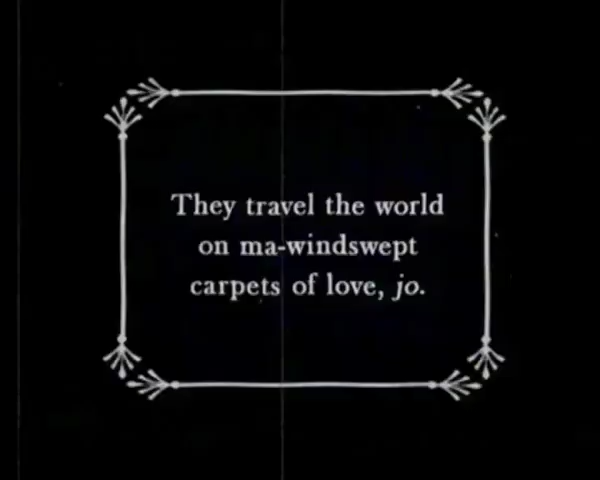 They travel the world
on ma-windswept
carpets of love, jo.